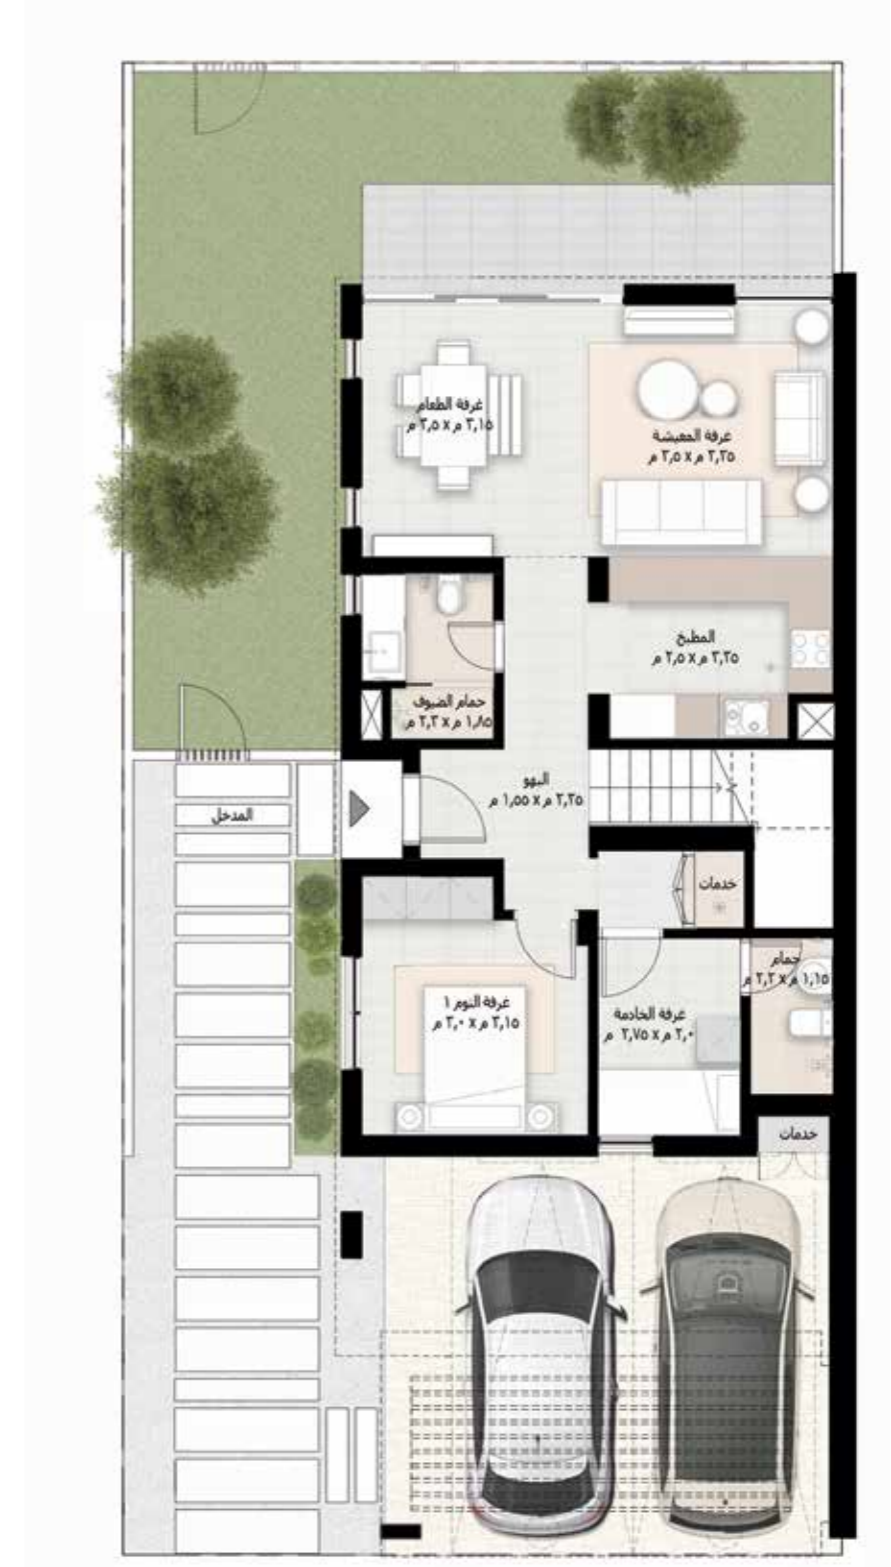 غرفة الطعام
٣,١٥ م x ٣,٥ م
غرفة المعيشة
٣,٢٥ م x ٣,٥ م
المطبخ
٣,٢٥ م x ٢,٥ م
حمام الضيوف
١,٨٥ م x ٢,٣ م
البهو
٢,٢٥ م x ١,٥٥ م
المدخل
خدمات
حمام
١,١٥ م x ٢,٢ م
غرفة النوم ١
٣,١٥ م x ٣,٠ م
غرفة الخادمة
٢,٠ م x ٢,٧٥ م
خدمات